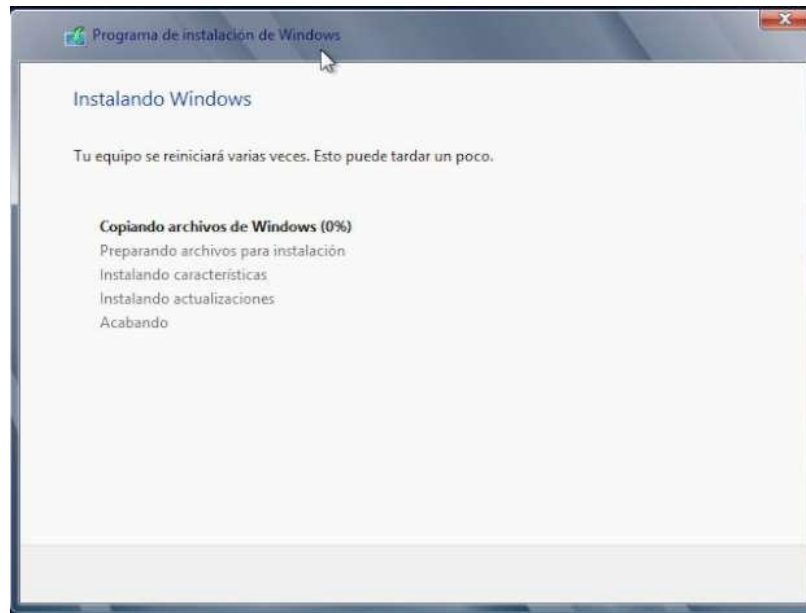 Programa de instalación de Windows
Instalando Windows
Tu equipo se reiniciará varias veces. Esto puede tardar un poco.
Copiando archivos de Windows (0%)
Preparando archivos para instalación
Instalando características
Instalando actualizaciones
Acabando